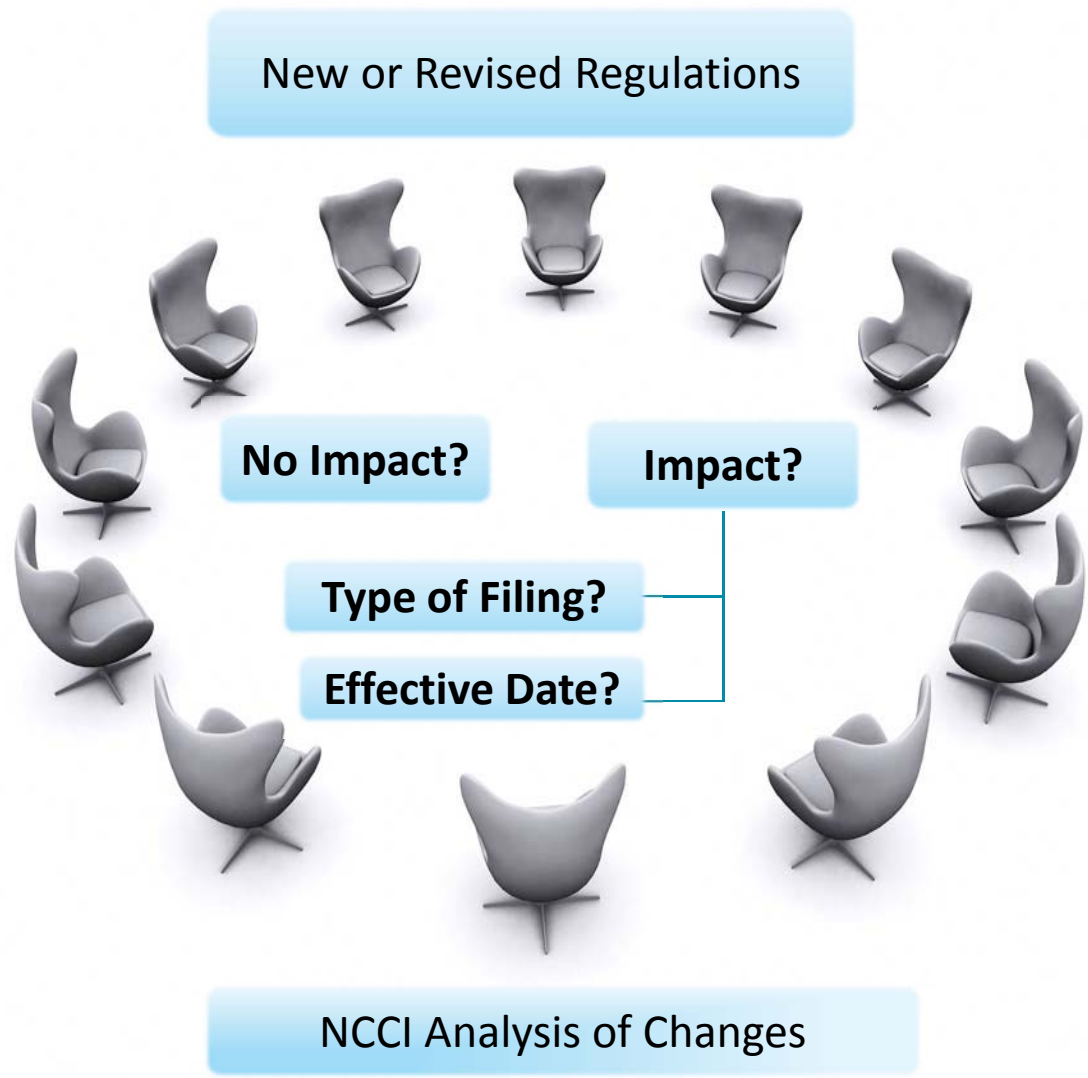 New or Revised Regulations
No Impact?
Impact?
Type of Filing?
Effective Date?
NCCI Analysis of Changes